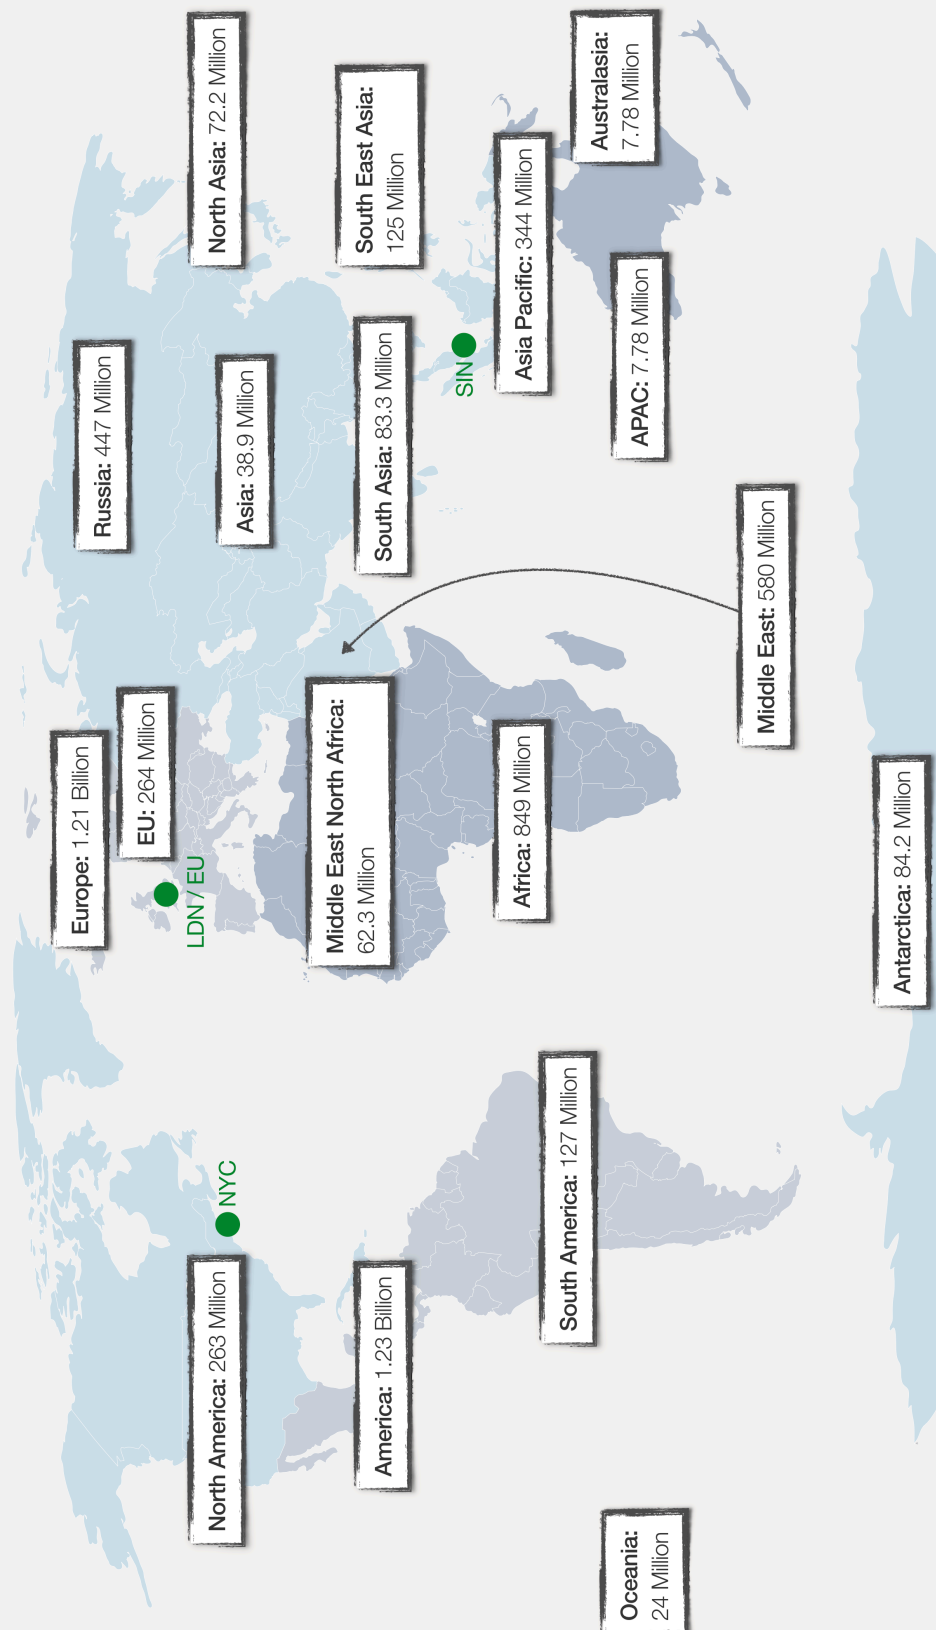 Europe: 1.21 Billion
Russia: 447 Million
EU: 264 Million
LDN / EU
North America: 263 Million
NYC
Asia: 38.9 Million
North Asia: 72.2 Million
Middle East North Africa:
62.3 Million
America: 1.23 Billion
South Asia: 83.3 Million
South East Asia:
125 Million
SIN
Africa: 849 Million
Asia Pacific: 344 Million
South America: 127 Million
Australasia:
7.78 Million
Oceania:
24 Million
APAC: 7.78 Million
Middle East: 580 Million
Antarctica: 84.2 Million